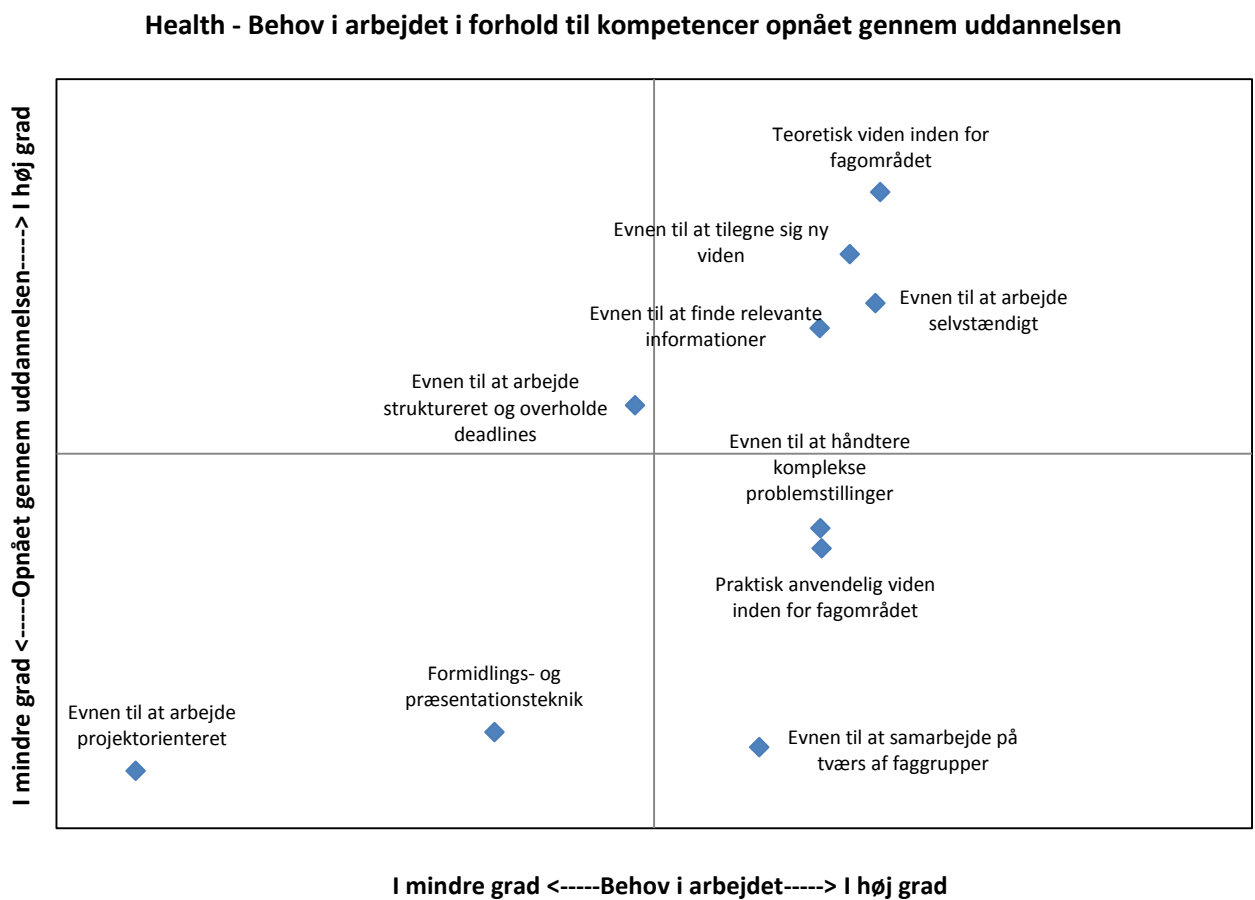 Health - Behov i arbejdet i forhold til kompetencer opnået gennem uddannelsen
I mindre grad <-----Opnået gennem uddannelsen-----> I høj grad
Teoretisk viden inden for
fagområdet
Evnen til at tilegne sig ny
viden
Evnen til at arbejde
selvstændigt
Evnen til at finde relevante
informationer
Evnen til at arbejde
struktureret og overholde
deadlines
Evnen til at håndtere
komplekse
problemstillinger
Praktisk anvendelig viden
inden for fagområdet
Formidlings- og
præsentationsteknik
Evnen til at arbejde
projektorienteret
Evnen til at samarbejde på
tværs af faggrupper
I mindre grad <-----Behov i arbejdet-----> I høj grad